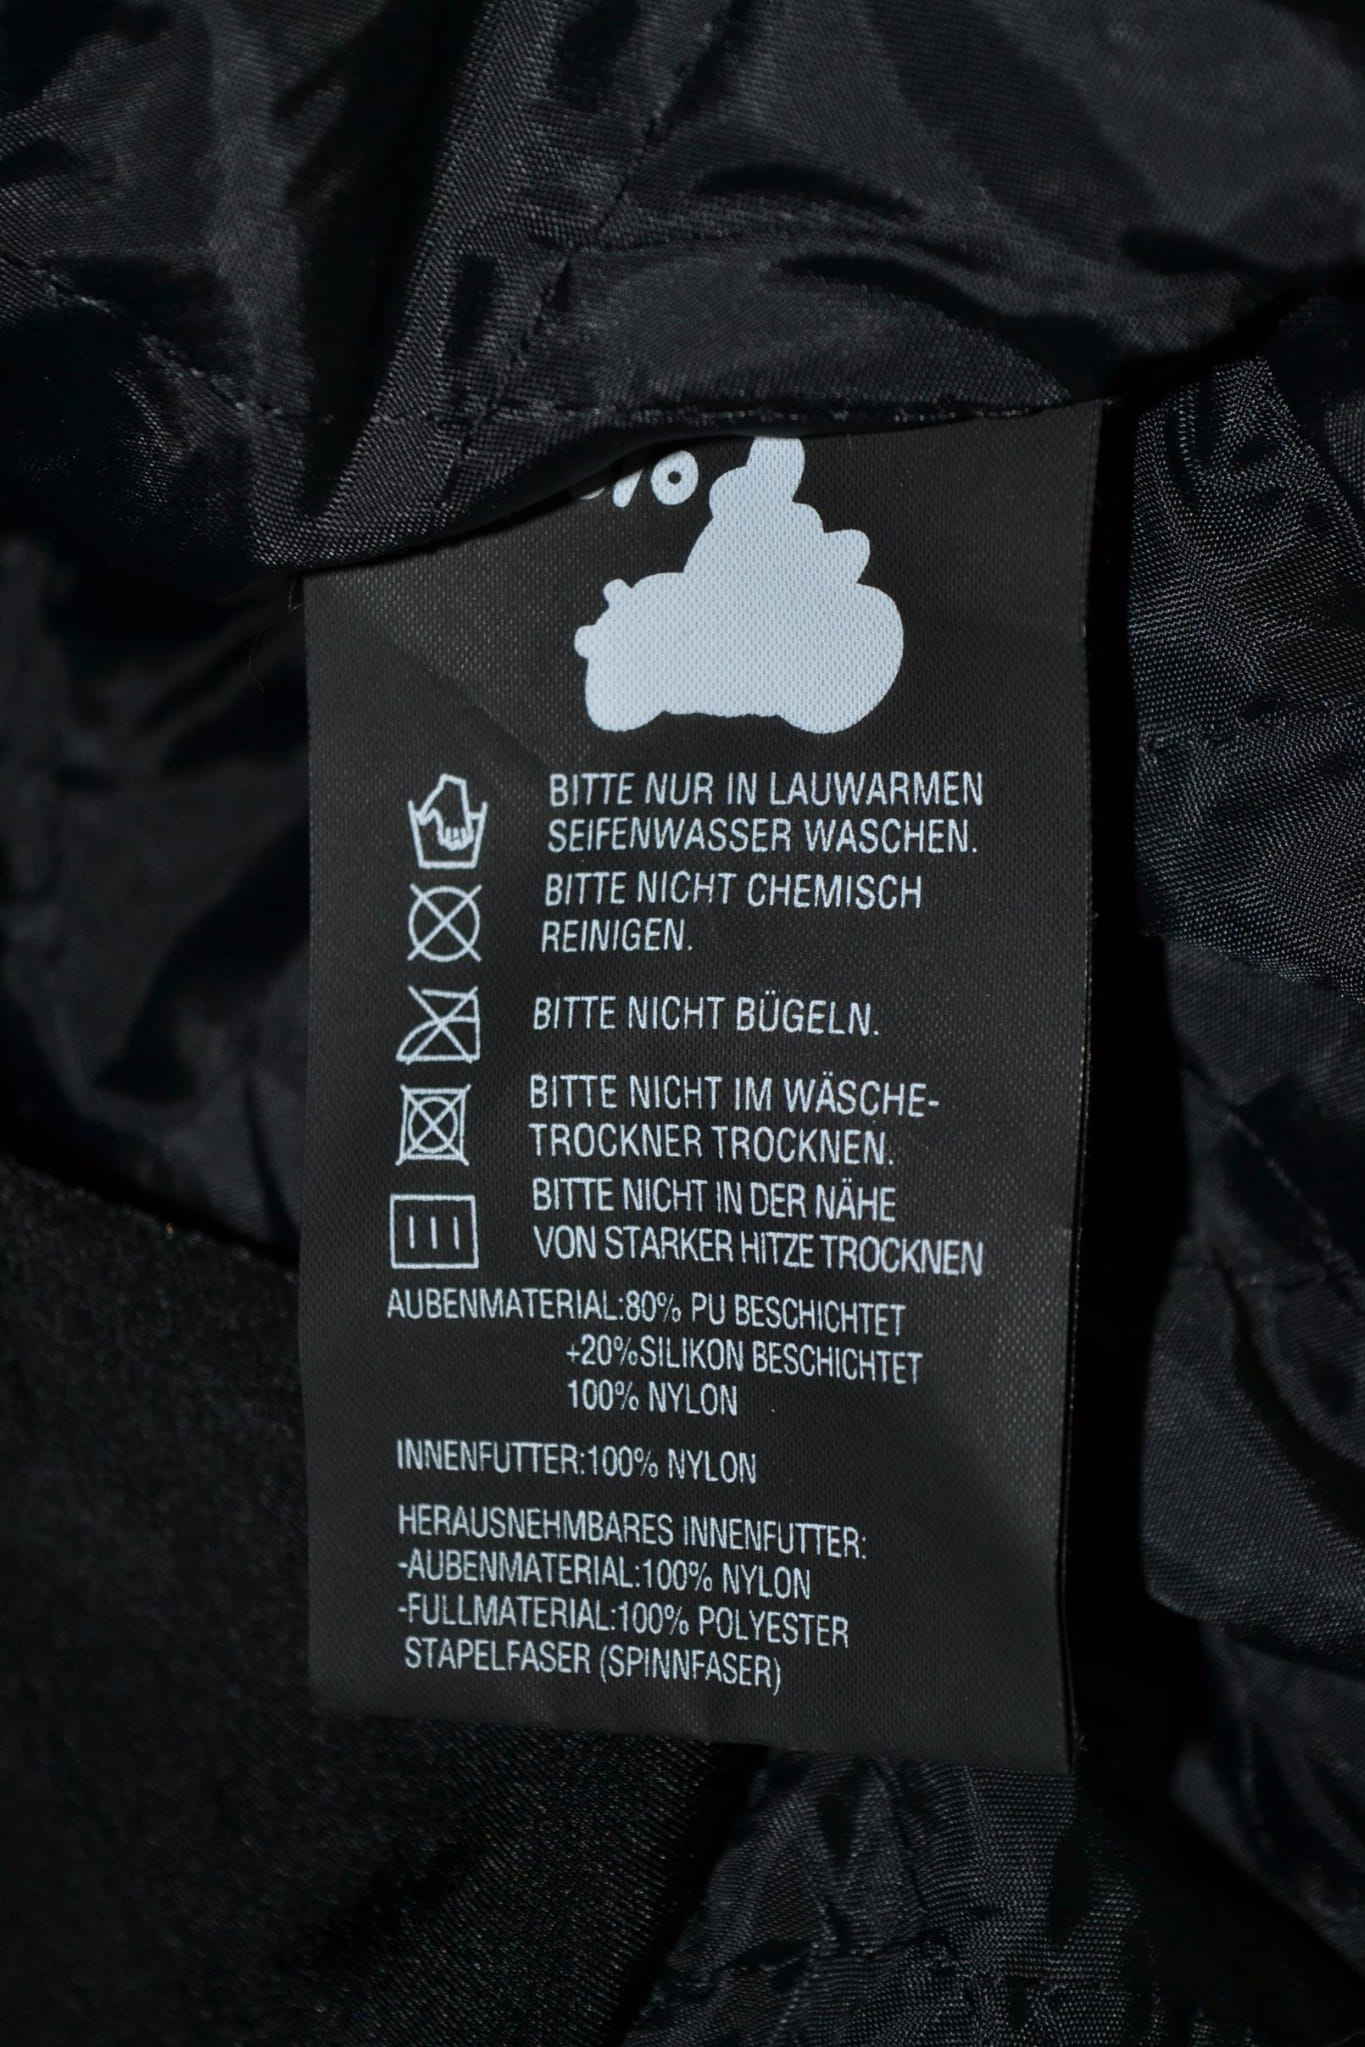 BITTE NUR IN LAUWARMEN
SEIFENWASSER WASCHEN.
BITTE NICHT CHEMISCH
REINIGEN.
BITTE NICHT BÜGELN.
BITTE NICHT IM WÄSCHE-
TROCKNER TROCKNEN.
BITTE NICHT IN DER NÄHE
VON STARKER HITZE TROCKNEN
AUBENMATERIAL:80% PU BESCHICHTET
+20%SILIKON BESCHICHTET
100% NYLON
INNENFUTTER:100% NYLON
HERAUSNEHMBARES INNENFUTTER:
-AUBENMATERIAL:100% NYLON
-FULLMATERIAL:100% POLYESTER
STAPELFASER (SPINNFASER)